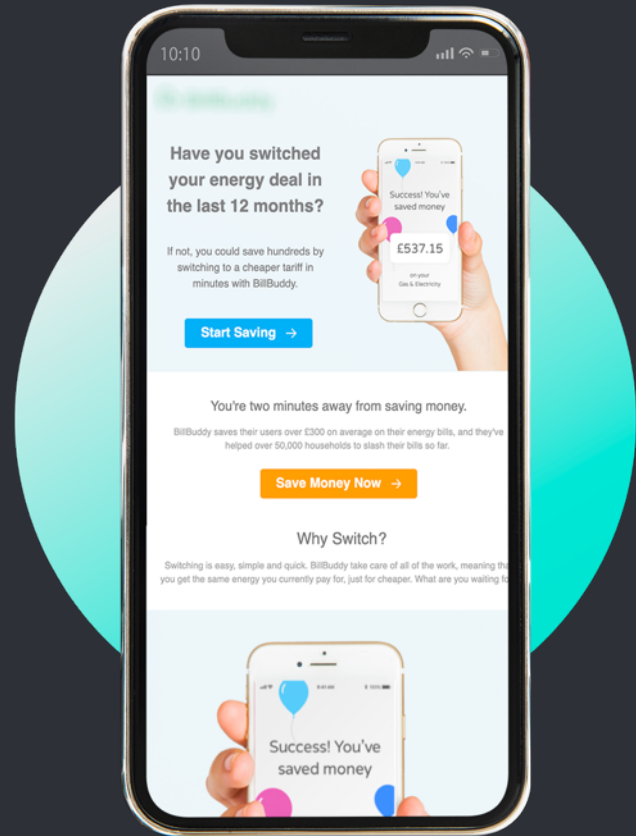 10:10
BillBuddy
Have you switched
your energy deal in
the last 12 months?
If not, you could save hundreds by
switching to a cheaper tariff in
minutes with BillBuddy.
Start Saving →
Success! You've
saved money
£537.15
on your
Gas & Electricity
You're two minutes away from saving money.
BillBuddy saves their users over £300 on average on their energy bills, and they've
helped over 50,000 households to slash their bills so far.
Save Money Now →
Why Switch?
Switching is easy, simple and quick. BillBuddy take care of all of the work, meaning
you get the same energy you currently pay for, just for cheaper. What are you waiting
9:41 AM
Success! You've
saved money